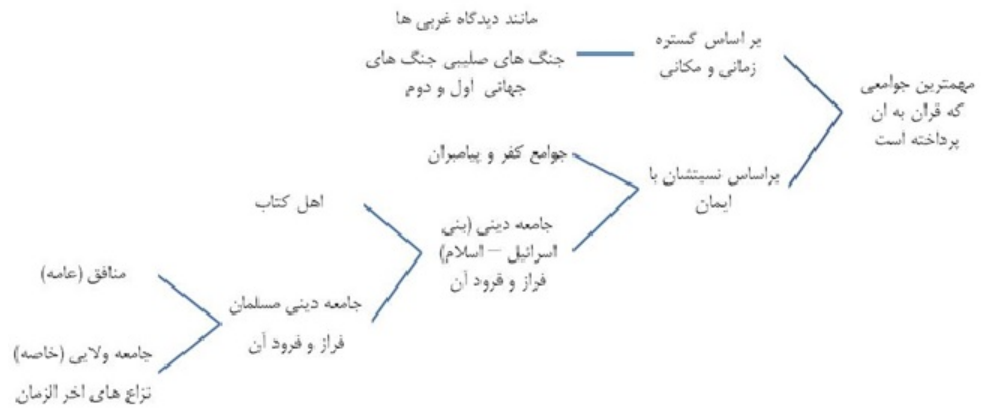 مهمترین جوامعی
که قرآن به ان
پرداخته است
بر اساس گستره
زمانی و مکانی
مانند دیدگاه غربی ها
جنگ های صلیبی جنگ های
جهانی اول و دوم
براساس نسبتشان با
ایمان
جوامع کفر و پیامبران
جامعه دینی (بنی
اسرائیل – اسلام)
فراز و فرود آن
اهل کتاب
جامعه دینی مسلمان
فراز و فرود آن
منافق (عامه)
جامعه ولایی (خاصه)
نزاع های اخر الزمان